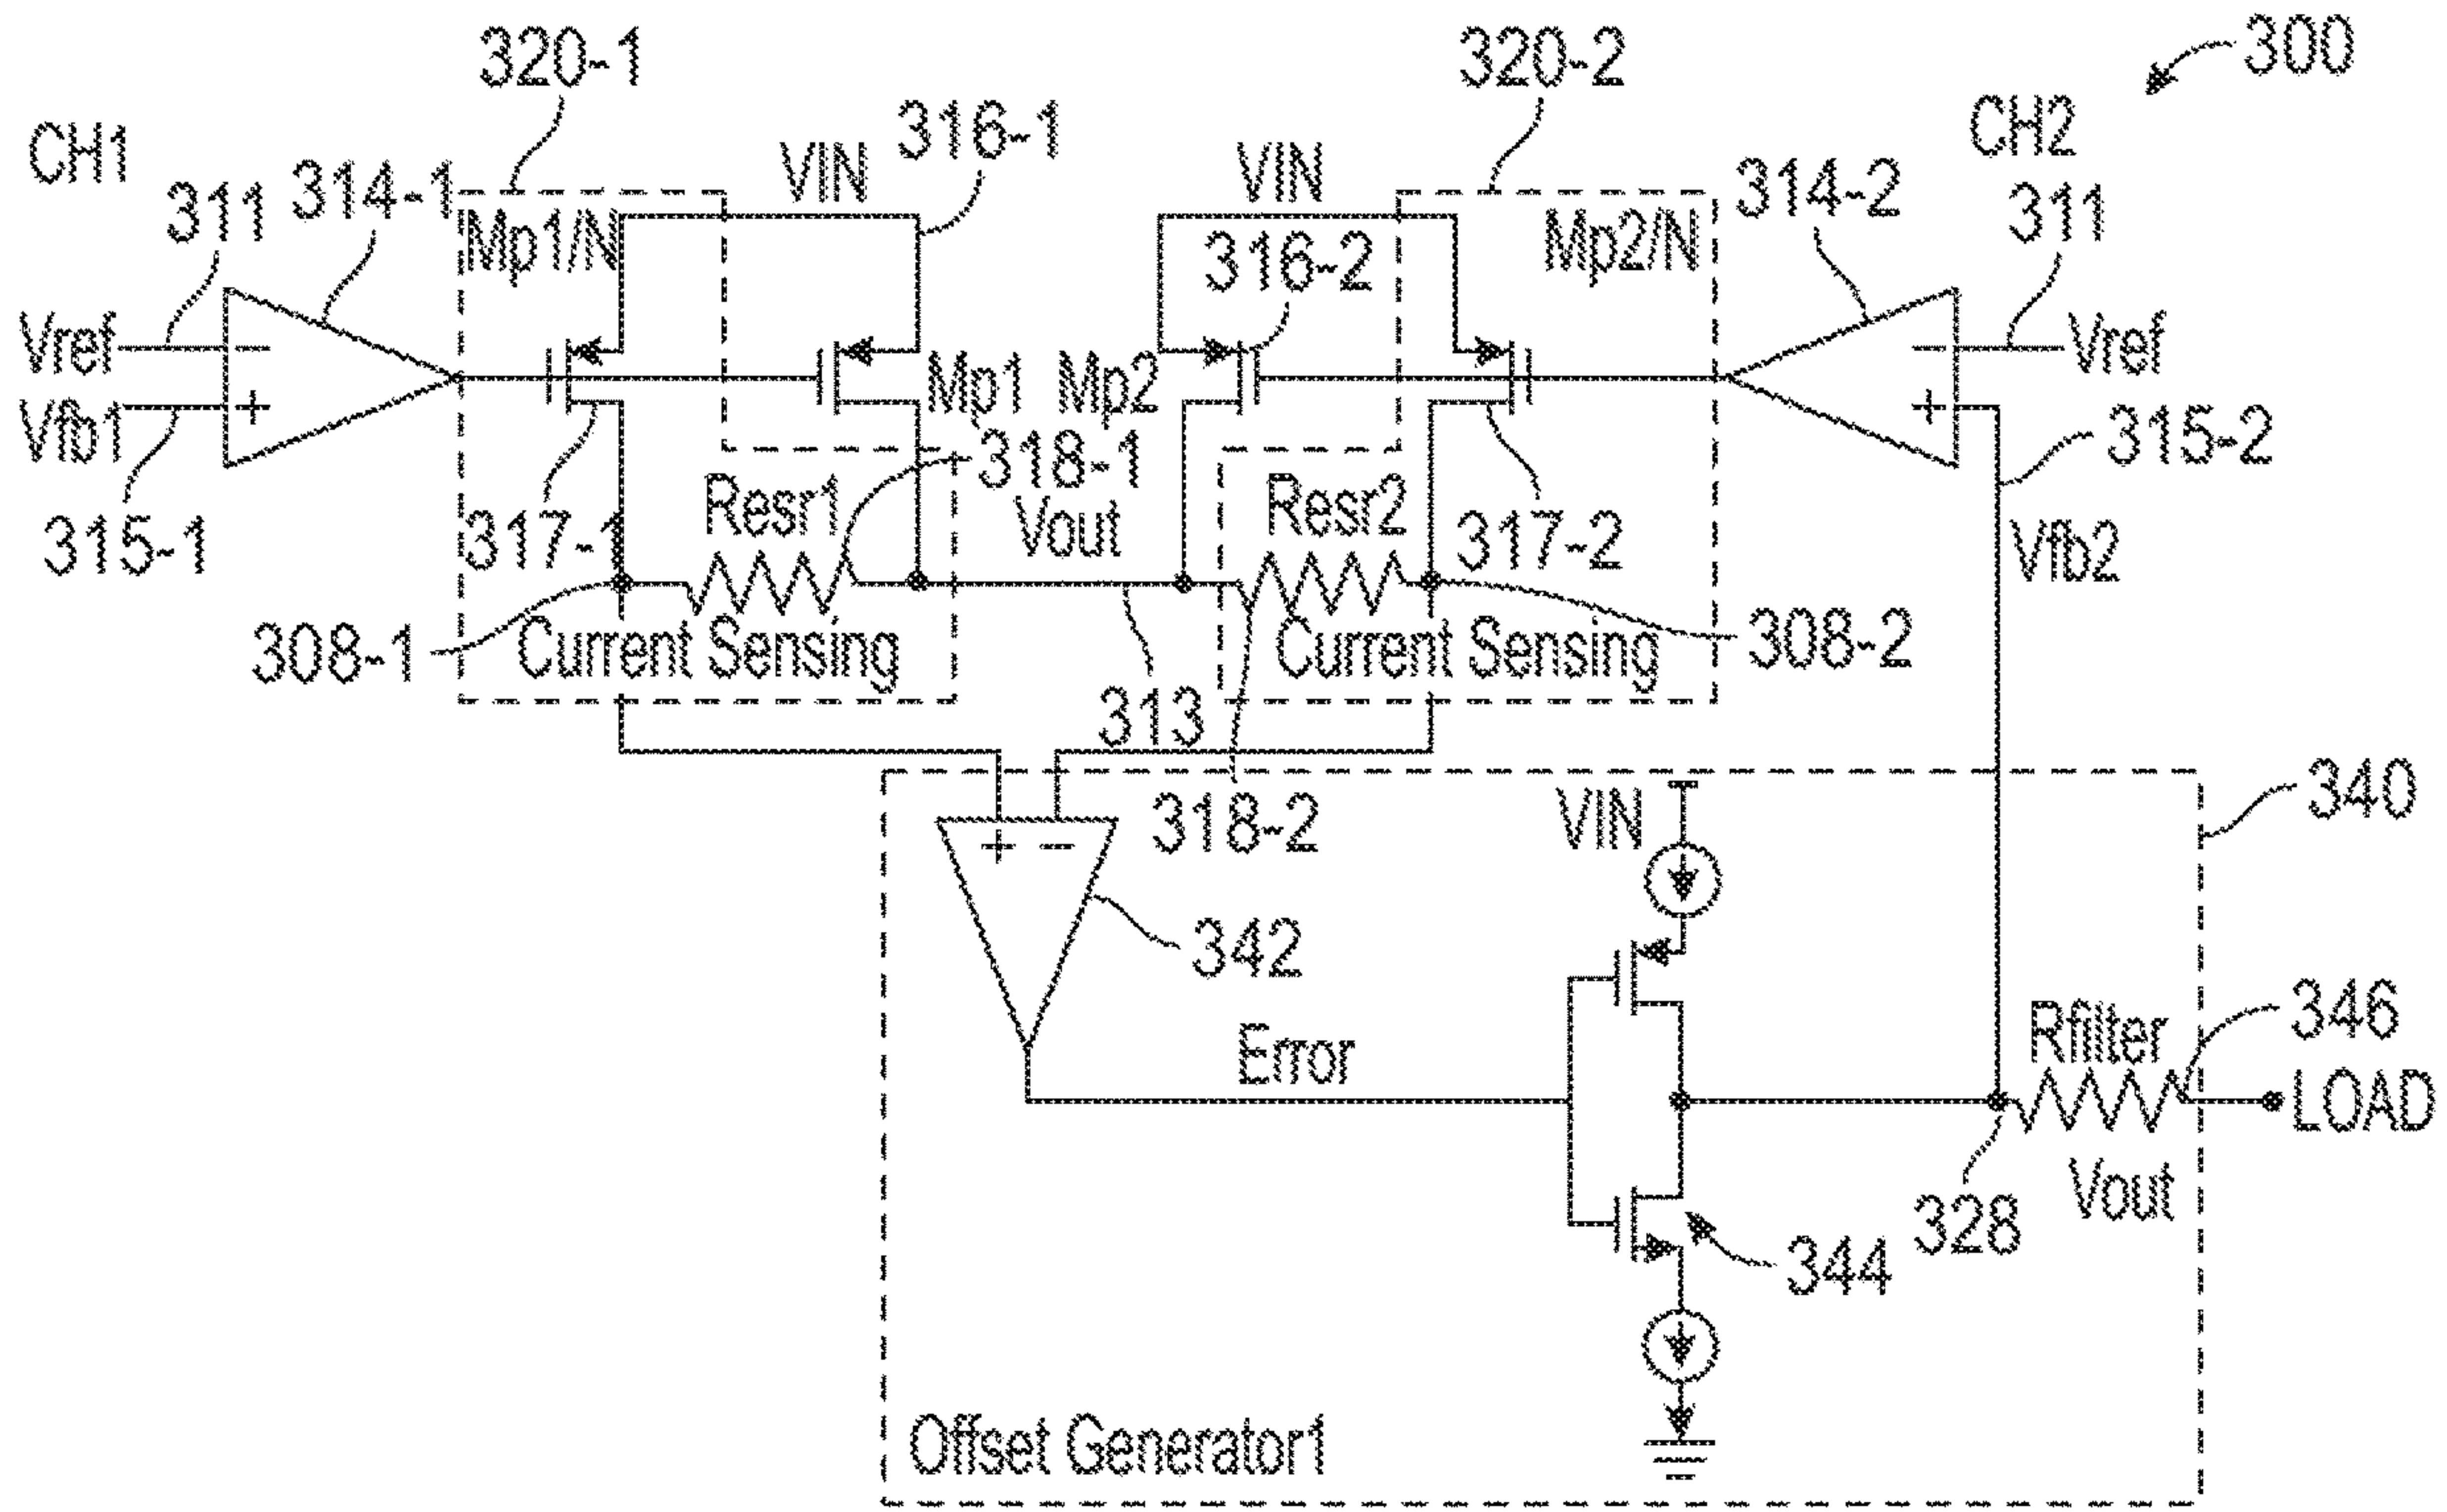 300
320-1
320-2
CH1
CH2
316-1
VIN
VIN
311
314-1
314-2
311
Mp1/N
316-2
Mp2/N
Vref
−
Vref
−
Vfb1
+
+
Mp1
Mp2
315-1
318-1
315-2
317-1
Resr1
Vout
Resr2
317-2
Vfb2
308-1
Current Sensing
Current Sensing
308-2
313
340
318-2
VIN
+ −
342
Error
Rfilter
346
LOAD
Vout
328
344
Offset Generator1